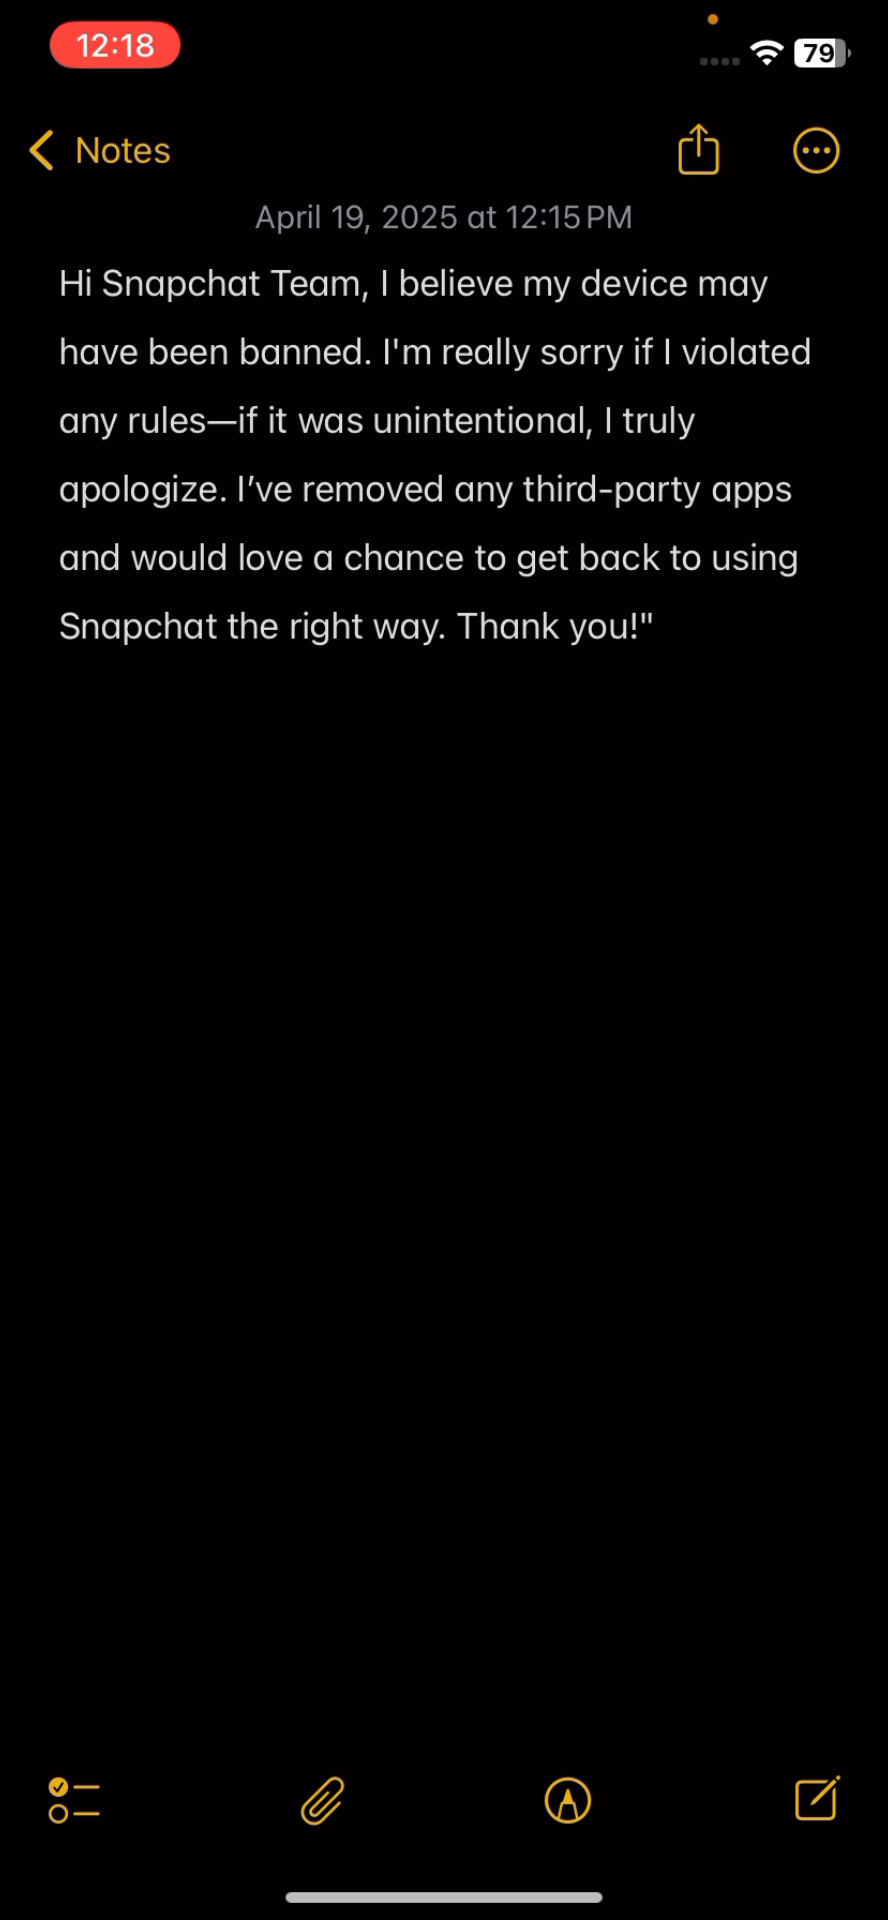 12:18
79
Notes
April 19, 2025 at 12:15 PM
Hi Snapchat Team, I believe my device may
have been banned. I'm really sorry if I violated
any rules—if it was unintentional, I truly
apologize. I’ve removed any third-party apps
and would love a chance to get back to using
Snapchat the right way. Thank you!"